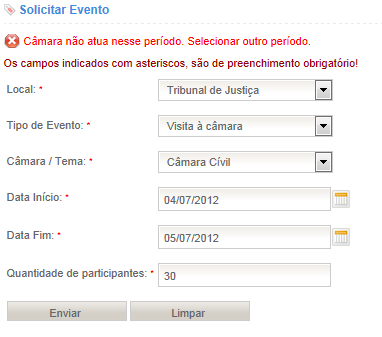 Solicitar Evento
Câmara não atua nesse período. Selecionar outro período.
Os campos indicados com asteriscos, são de preenchimento obrigatório!
Local: * Tribunal de Justiça
Tipo de Evento: * Visita à câmara
Câmara / Tema: * Câmara Cívil
Data Início: * 04/07/2012
Data Fim: * 05/07/2012
Quantidade de participantes: * 30
Enviar Limpar